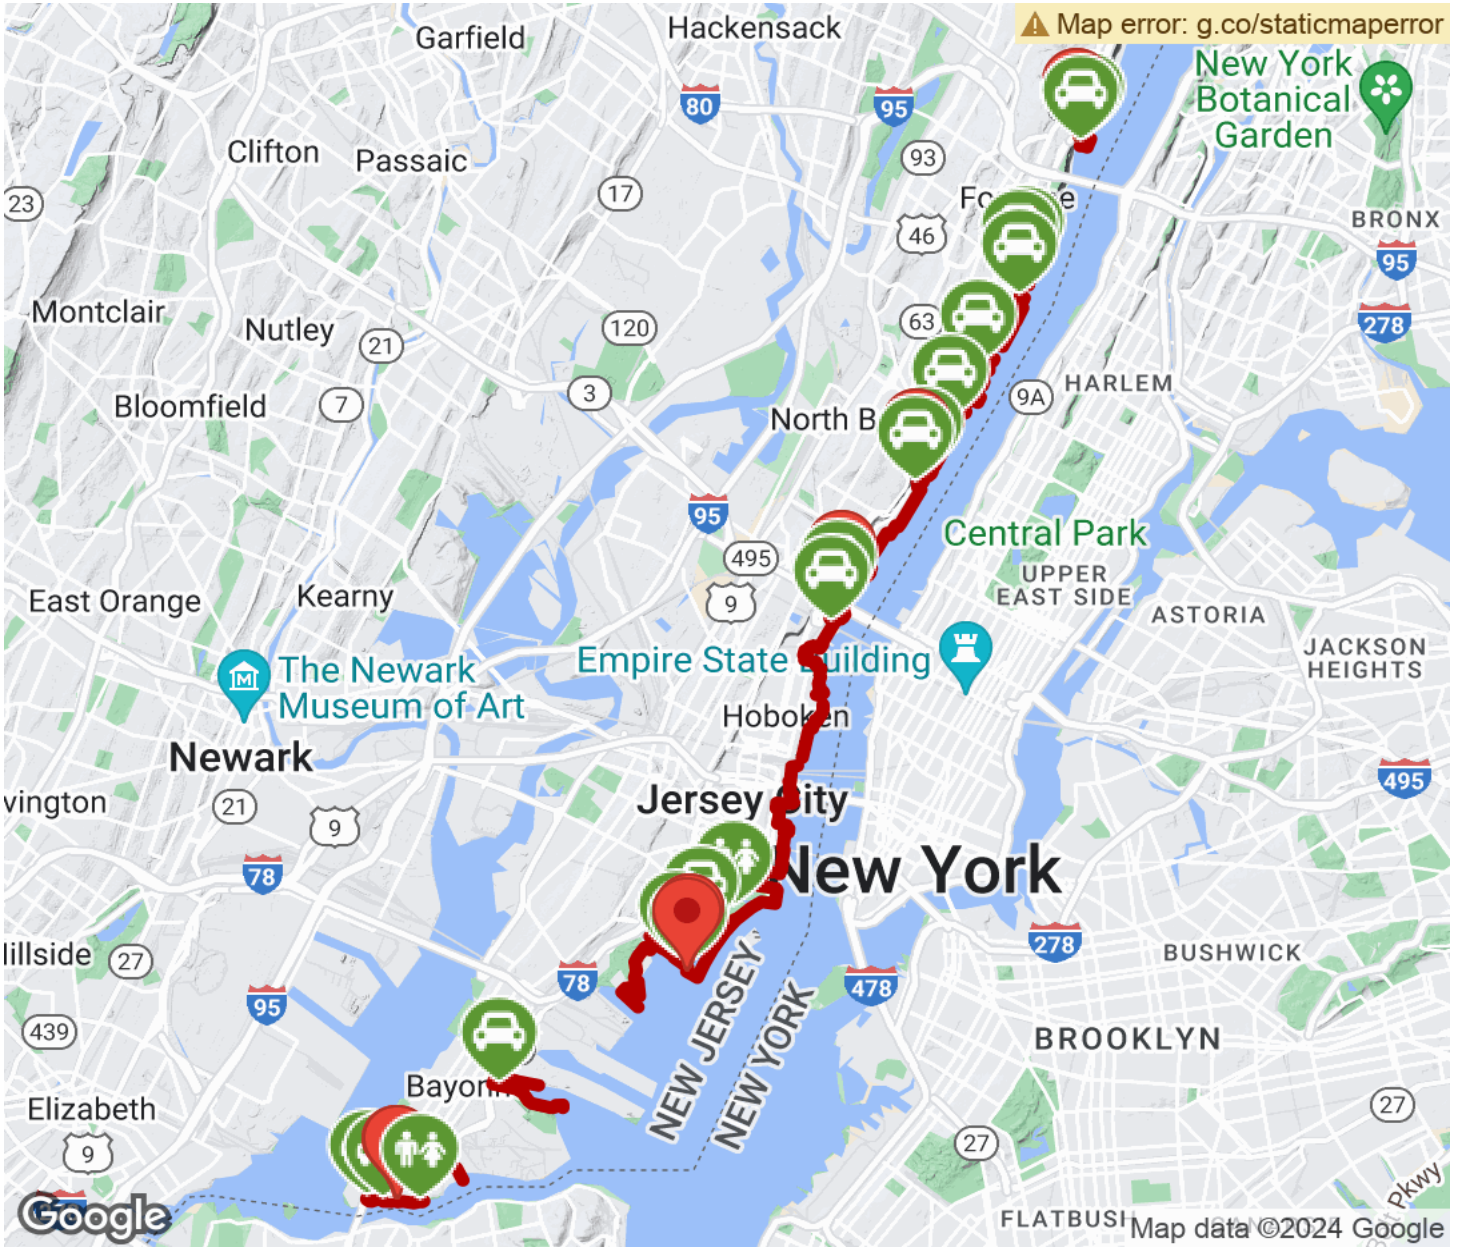 Garfield
Hackensack
Map error: g.co/staticmaperror
New York
Botanical
Garden
80
95
Clifton
Passaic
93
17
23
46
BRONX
95
Montclair
Nutley
21
120
63
278
3
7
Bloomfield
North B
9A
HARLEM
95
495
Central Park
UPPER
EAST SIDE
East Orange
Kearny
9
ASTORIA
JACKSON
HEIGHTS
Empire State Building
The Newark
Museum of Art
Hoboken
Newark
vington
21
9
Jersey City
495
78
New York
278
BUSHWICK
illside
27
95
78
478
439
NEW JERSEY
NEW YORK
BROOKLYN
Elizabeth
9
Bayonn
27
27
Pkwy
Google
FLATBUSH
Map data ©2024 Google